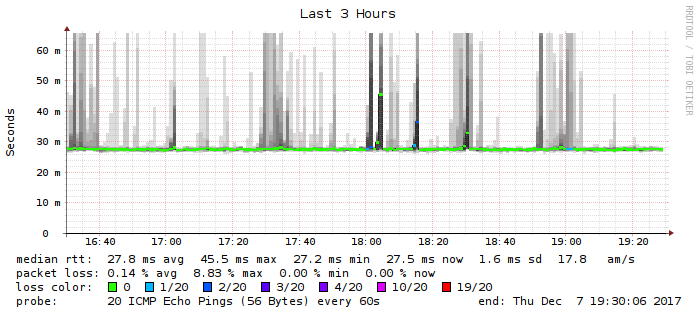 Last 3 Hours
RRDTOOL / TOBI OETIKER
Seconds
60 m
50 m
40 m
30 m
20 m
10 m
0
16:40 17:00 17:20 17:40 18:00 18:20 18:40 19:00 19:20
median rtt: 27.8 ms avg 45.5 ms max 27.2 ms min 27.5 ms now 1.6 ms sd 17.8 am/s
packet loss: 0.14 % avg 8.83 % max 0.00 % min 0.00 % now
loss color: 0 1/20 2/20 3/20 4/20 10/20 19/20
probe: 20 ICMP Echo Pings (56 Bytes) every 60s end: Thu Dec 7 19:30:06 2017